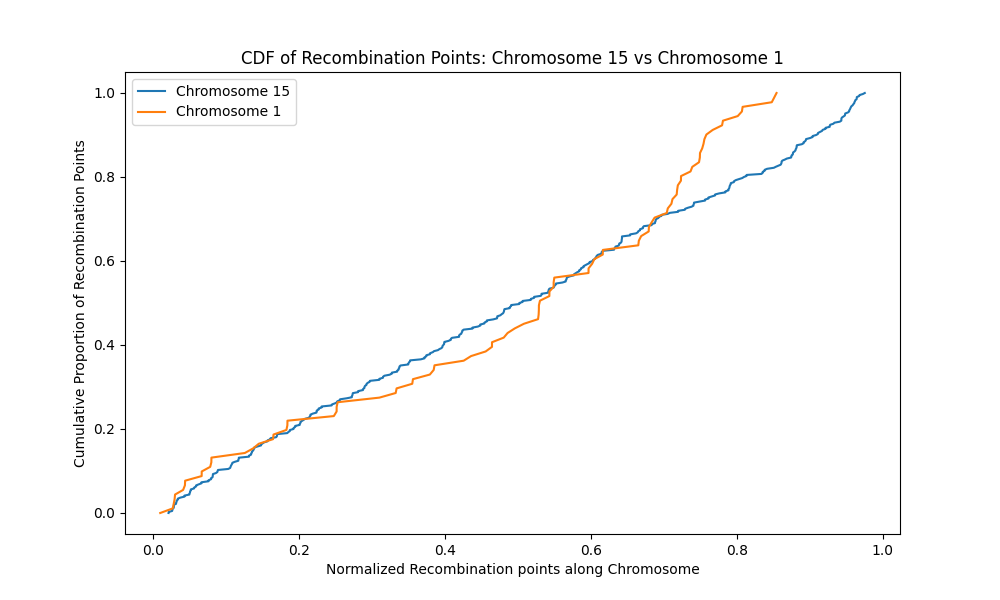 CDF of Recombination Points: Chromosome 15 vs Chromosome 1
Chromosome 15
Chromosome 1
Cumulative Proportion of Recombination Points
1.0
0.8
0.6
0.4
0.2
0.0
0.0 0.2 0.4 0.6 0.8 1.0
Normalized Recombination points along Chromosome